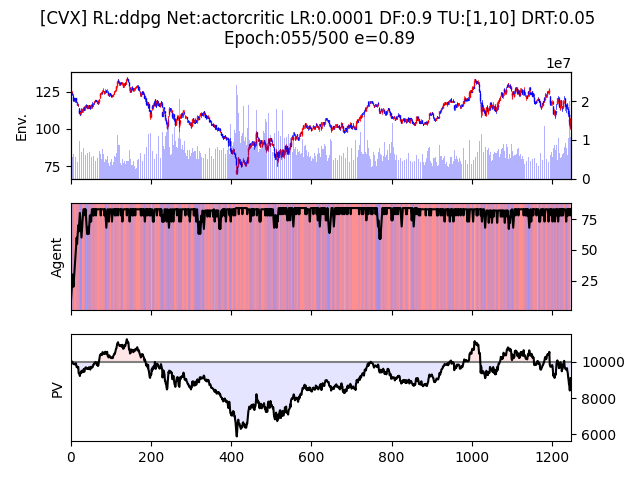 [CVX] RL:ddpg Net:actorcritic LR:0.0001 DF:0.9 TU:[1,10] DRT:0.05
Epoch:055/500 e=0.89
1e7
125
100
75
Env.
2
1
0
Agent
75
50
25
PV
10000
8000
6000
0 200 400 600 800 1000 1200